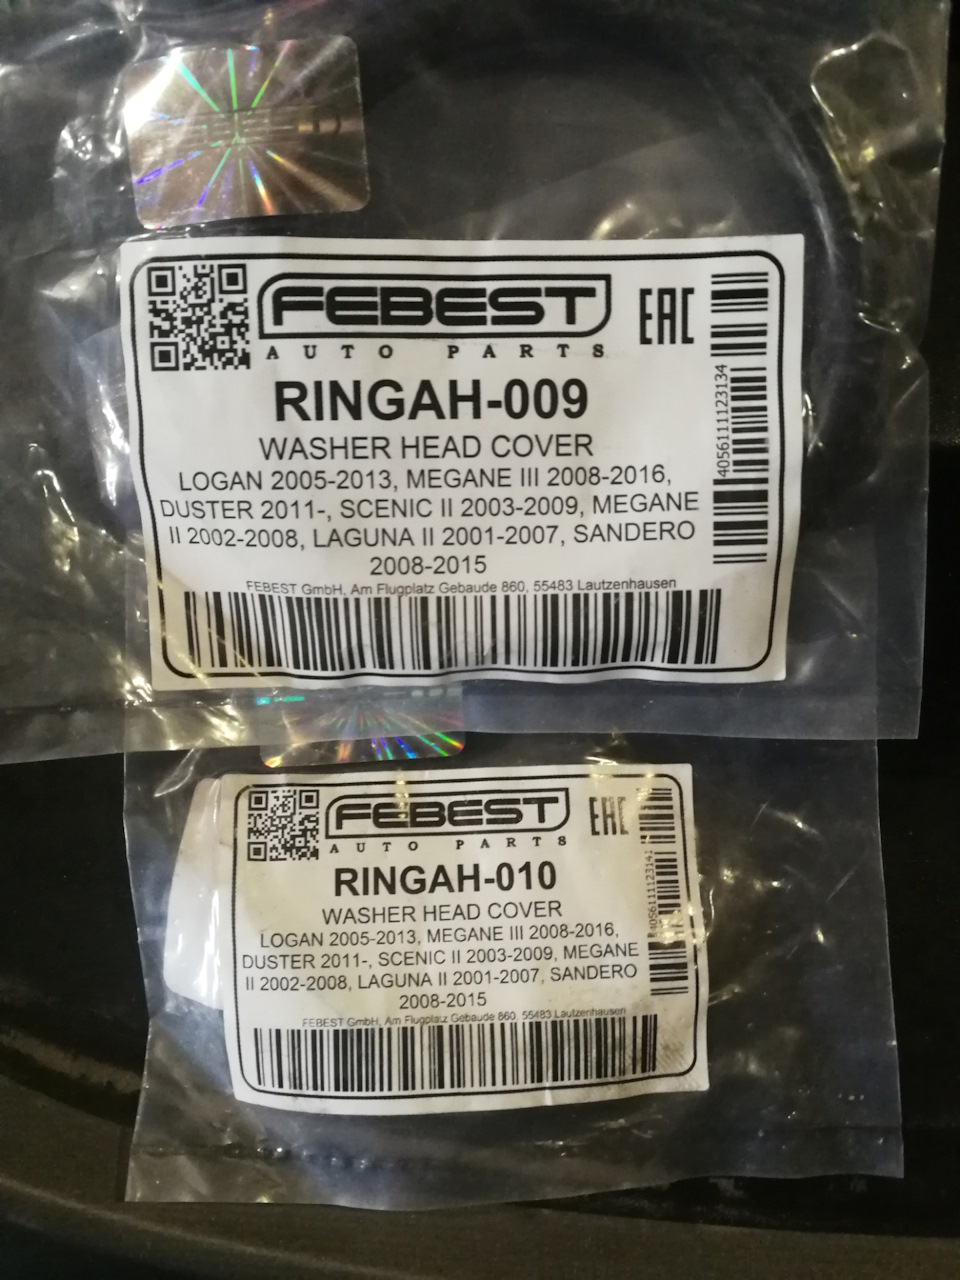 FEBEST
AUTO PARTS
EAC
RINGAH-009
WASHER HEAD COVER
LOGAN 2005-2013, MEGANE III 2008-2016,
DUSTER 2011-, SCENIC II 2003-2009, MEGANE
II 2002-2008, LAGUNA II 2001-2007, SANDERO
2008-2015
FEBEST GmbH, Am Flugplatz Gebaude 860, 55483 Lautzenhausen
4056111123134
FEBEST
AUTO PARTS
EAC
RINGAH-010
WASHER HEAD COVER
LOGAN 2005-2013, MEGANE III 2008-2016,
DUSTER 2011-, SCENIC II 2003-2009, MEGANE
II 2002-2008, LAGUNA II 2001-2007, SANDERO
2008-2015
FEBEST GmbH, Am Flugplatz Gebaude 860, 55483 Lautzenhausen
4056111123141